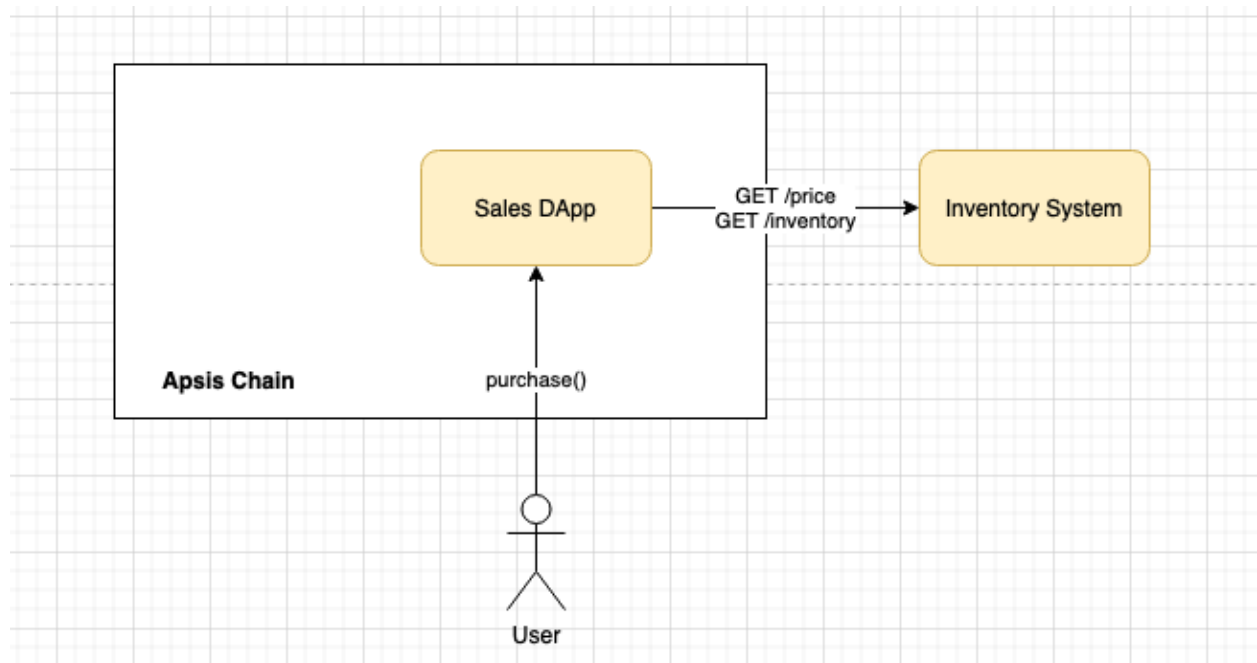 Sales DApp
GET /price
GET /inventory
Inventory System
Apsis Chain
purchase()
User